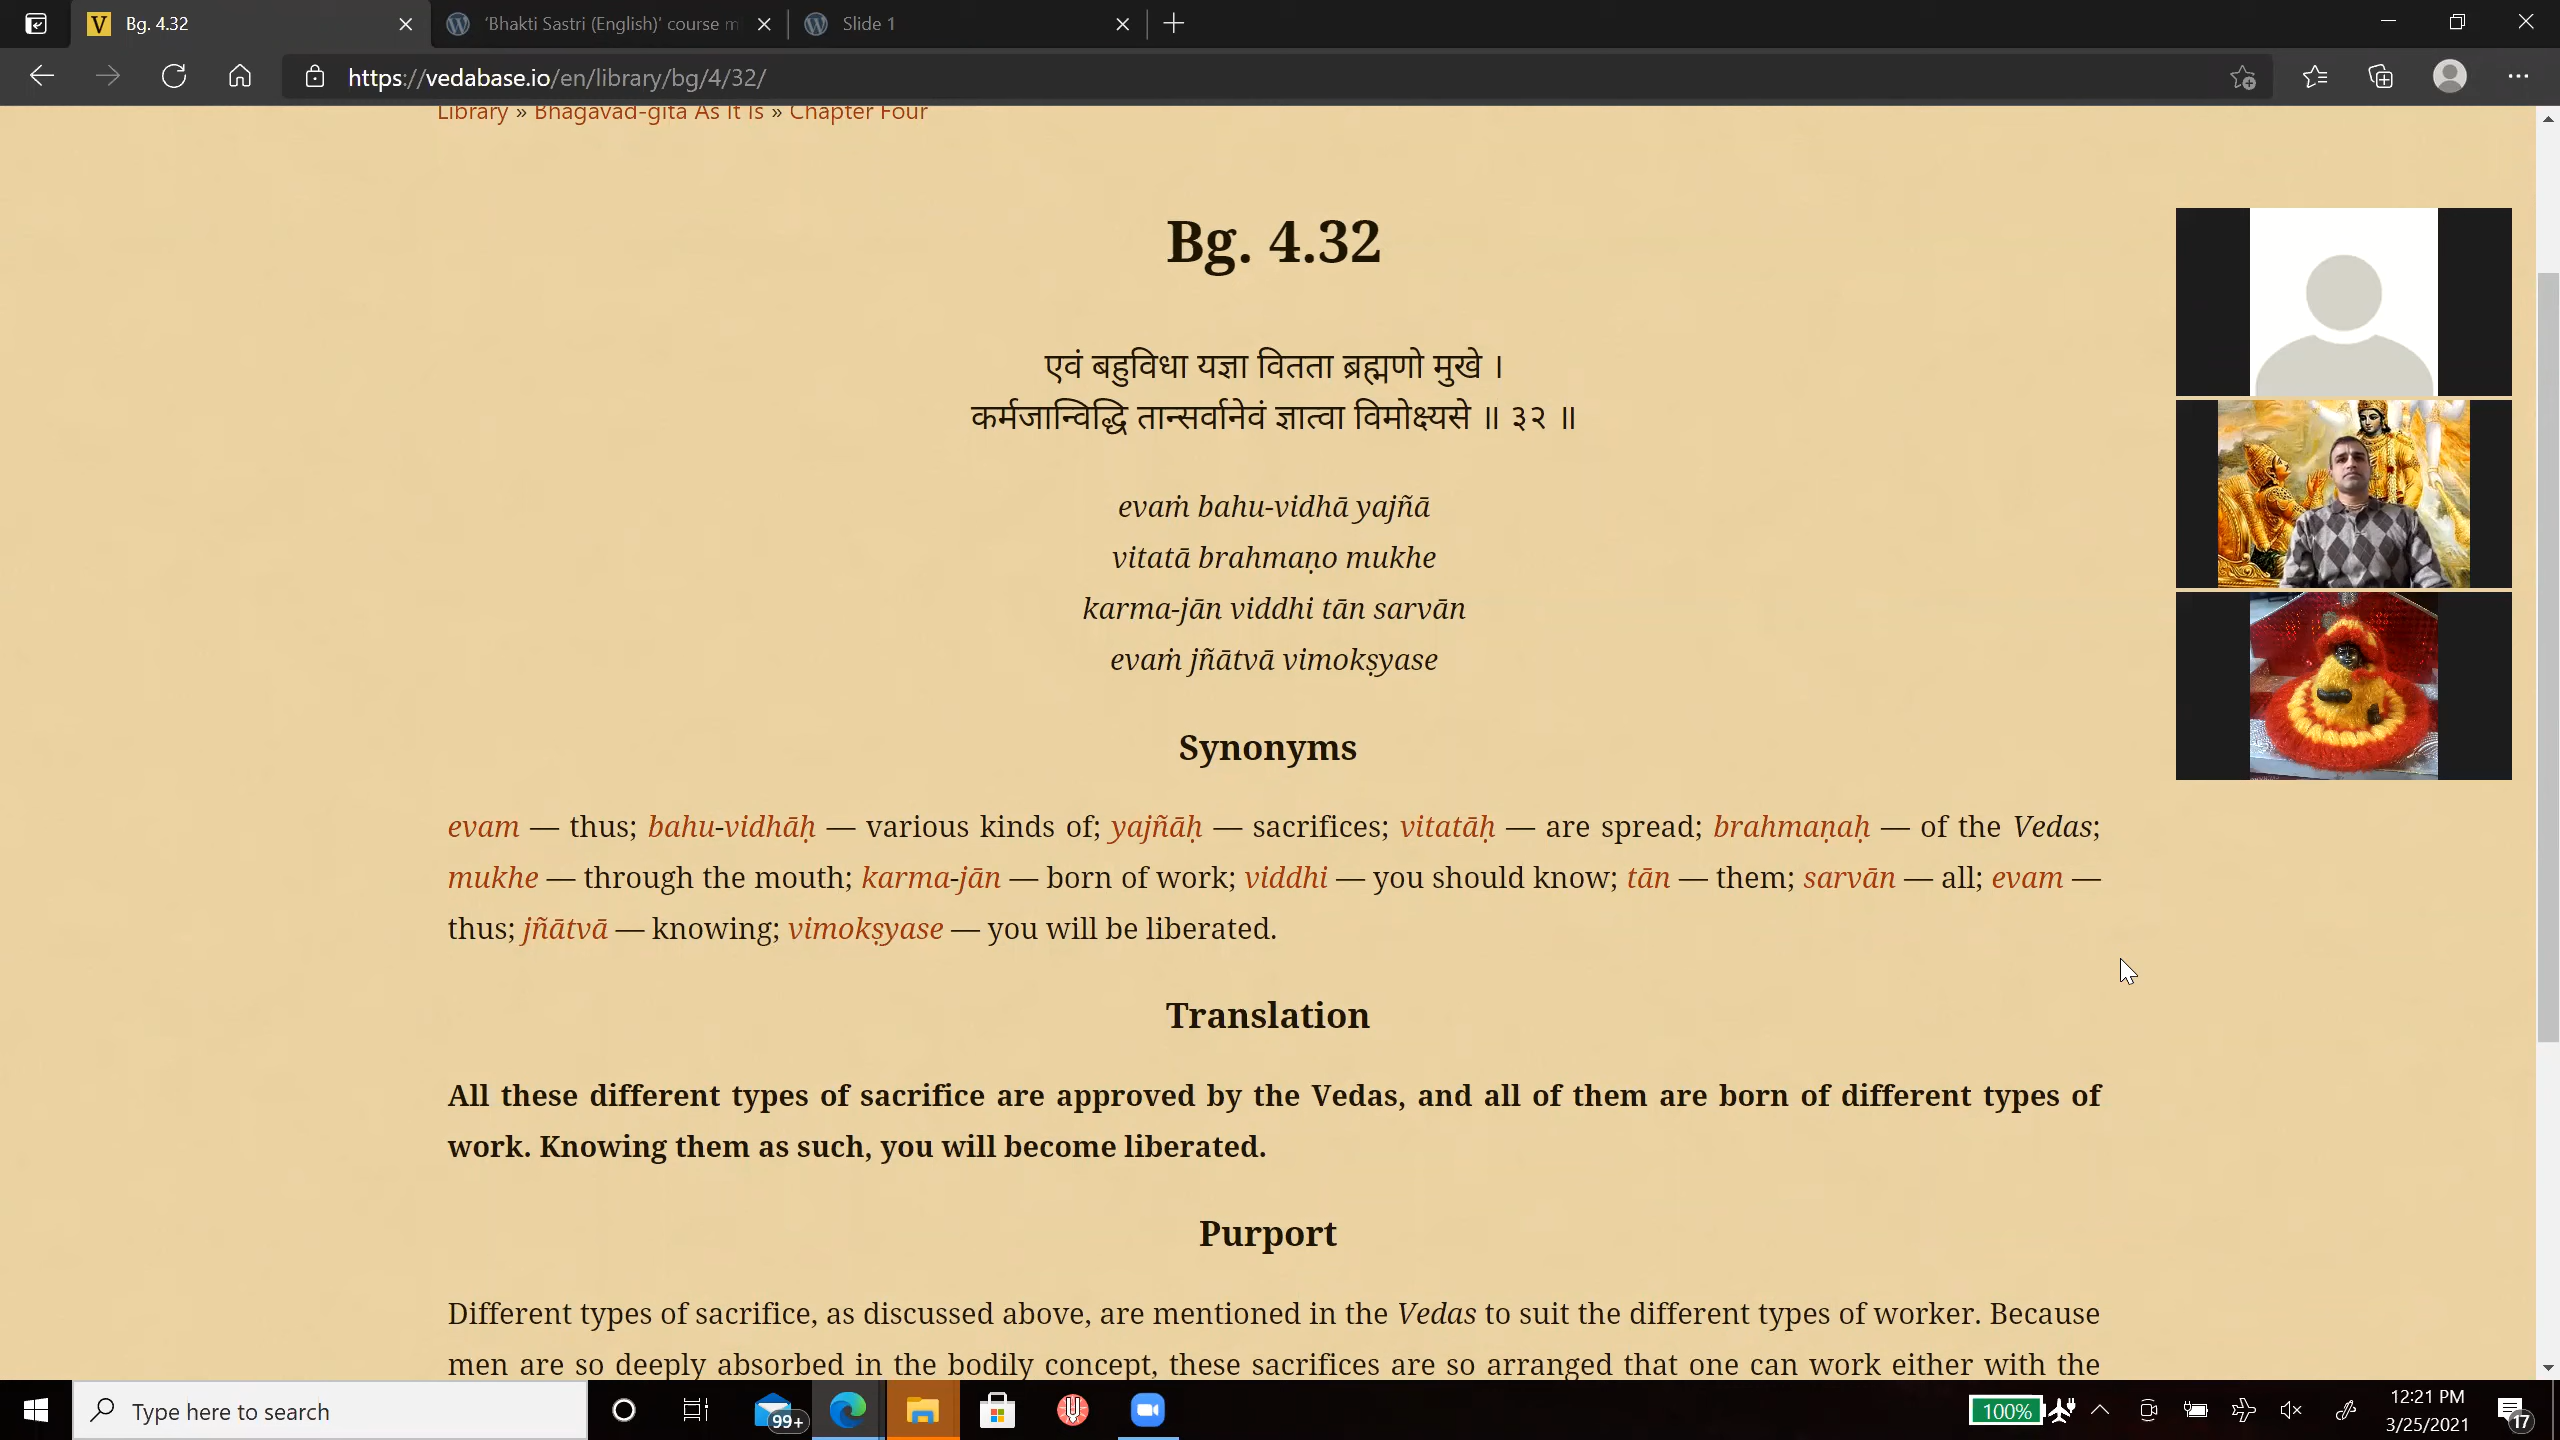 Bg. 4.32
'Bhakti Sastri (English)' course m
Slide 1
https://vedabase.io/en/library/bg/4/32/
Library » Bhagavad-gita As It Is » Chapter Four
Bg. 4.32
एवं बहुविधा यज्ञा वितता ब्रह्मणो मुखे ।
कर्मजान्विद्धि तान्सर्वानेवं ज्ञात्वा विमोक्ष्यसे ॥ ३२ ॥
evaṁ bahu-vidhā yajñā
vitatā brahmaṇo mukhe
karma-jān viddhi tān sarvān
evaṁ jñātvā vimokṣyase
Synonyms
evam — thus; bahu-vidhāḥ — various kinds of; yajñāḥ — sacrifices; vitatāḥ — are spread; brahmaṇaḥ — of the Vedas;
mukhe — through the mouth; karma-jān — born of work; viddhi — you should know; tān — them; sarvān — all; evam —
thus; jñātvā — knowing; vimokṣyase — you will be liberated.
Translation
All these different types of sacrifice are approved by the Vedas, and all of them are born of different types of
work. Knowing them as such, you will become liberated.
Purport
Different types of sacrifice, as discussed above, are mentioned in the Vedas to suit the different types of worker. Because
men are so deeply absorbed in the bodily concept, these sacrifices are so arranged that one can work either with the
Type here to search
99+
100%
12:21 PM
3/25/2021
17